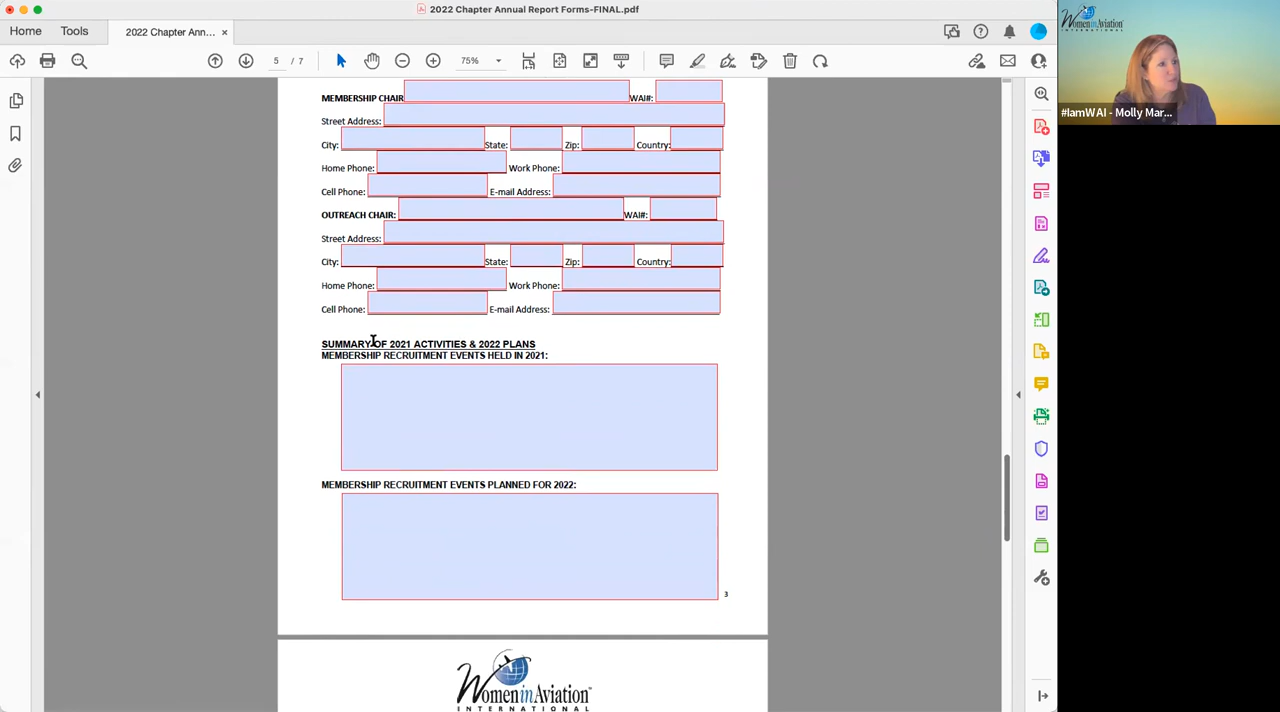 2022 Chapter Annual Report Forms-FINAL.pdf
Home
Tools
2022 Chapter Ann... ×
5 / 7
75%
MEMBERSHIP CHAIR WAI#:
Street Address:
City: State: Zip: Country:
Home Phone: Work Phone:
Cell Phone: E-mail Address:
OUTREACH CHAIR: WAI#:
Street Address:
City: State: Zip: Country:
Home Phone: Work Phone:
Cell Phone: E-mail Address:
SUMMARY OF 2021 ACTIVITIES & 2022 PLANS
MEMBERSHIP RECRUITMENT EVENTS HELD IN 2021:
MEMBERSHIP RECRUITMENT EVENTS PLANNED FOR 2022:
3
Women in Aviation
INTERNATIONAL
Women in Aviation
#IamWAI - Molly Mar...